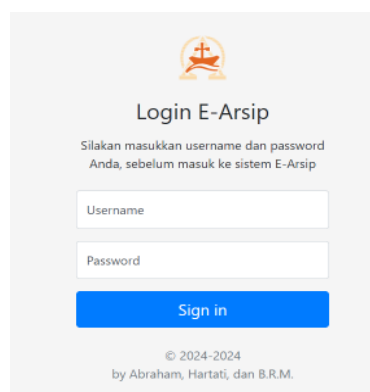 Login E-Arsip
Silakan masukkan username dan password
Anda, sebelum masuk ke sistem E-Arsip
Username
Password
Sign in
© 2024-2024
by Abraham, Hartati, dan B.R.M.